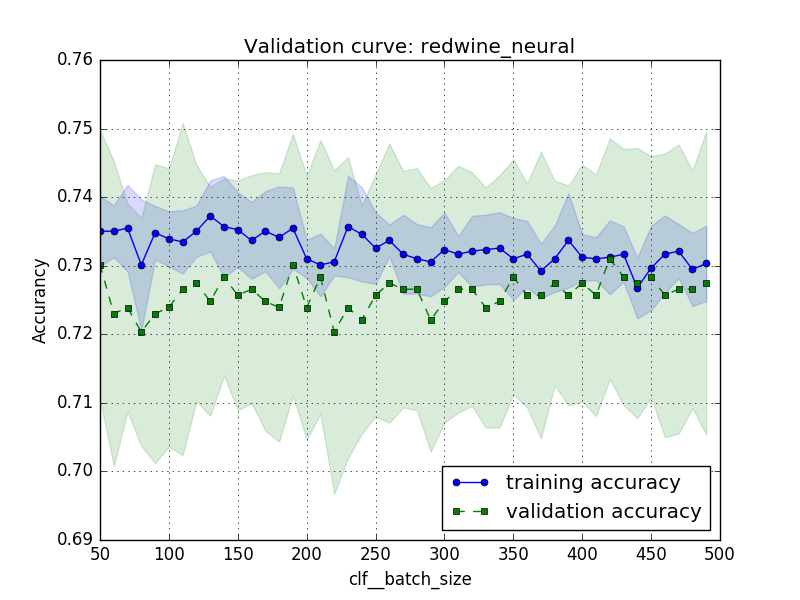 Validation curve: redwine_neural
Accurancy
0.76
0.75
0.74
0.73
0.72
0.71
0.70
0.69
50 100 150 200 250 300 350 400 450 500
clf__batch_size
training accuracy
validation accuracy